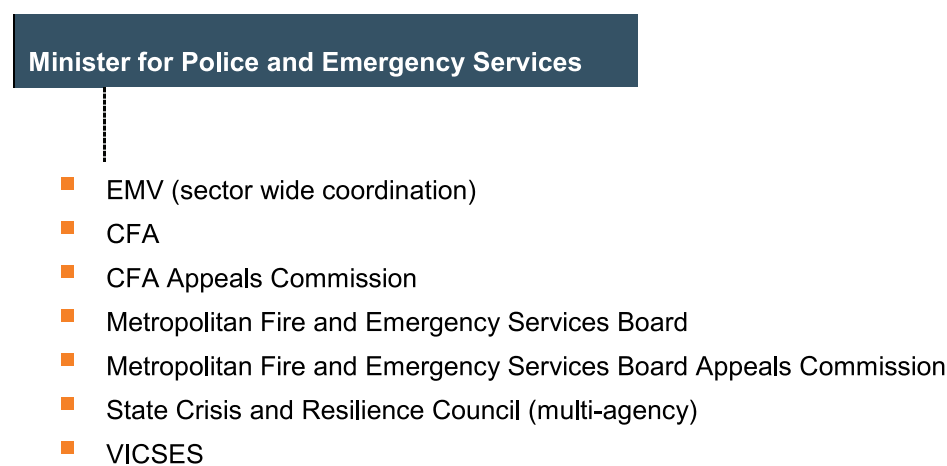 Minister for Police and Emergency Services
EMV (sector wide coordination)
CFA
CFA Appeals Commission
Metropolitan Fire and Emergency Services Board
Metropolitan Fire and Emergency Services Board Appeals Commission
State Crisis and Resilience Council (multi-agency)
VICSES